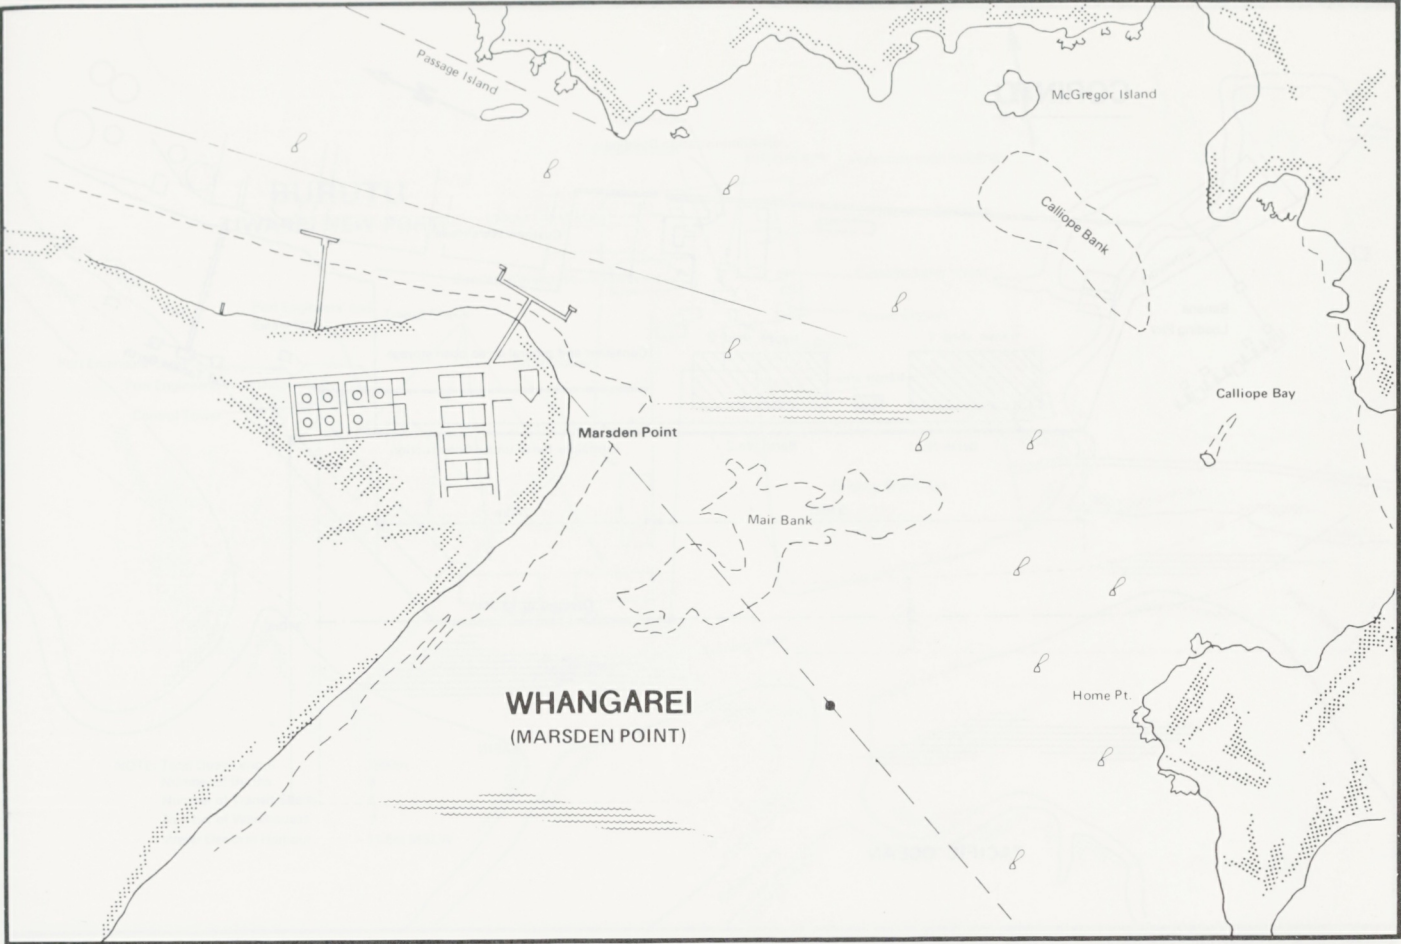 Passage Island
McGregor Island
Calliope Bank
Calliope Bay
Marsden Point
Mair Bank
Home Pt.
WHANGAREI
(MARSDEN POINT)